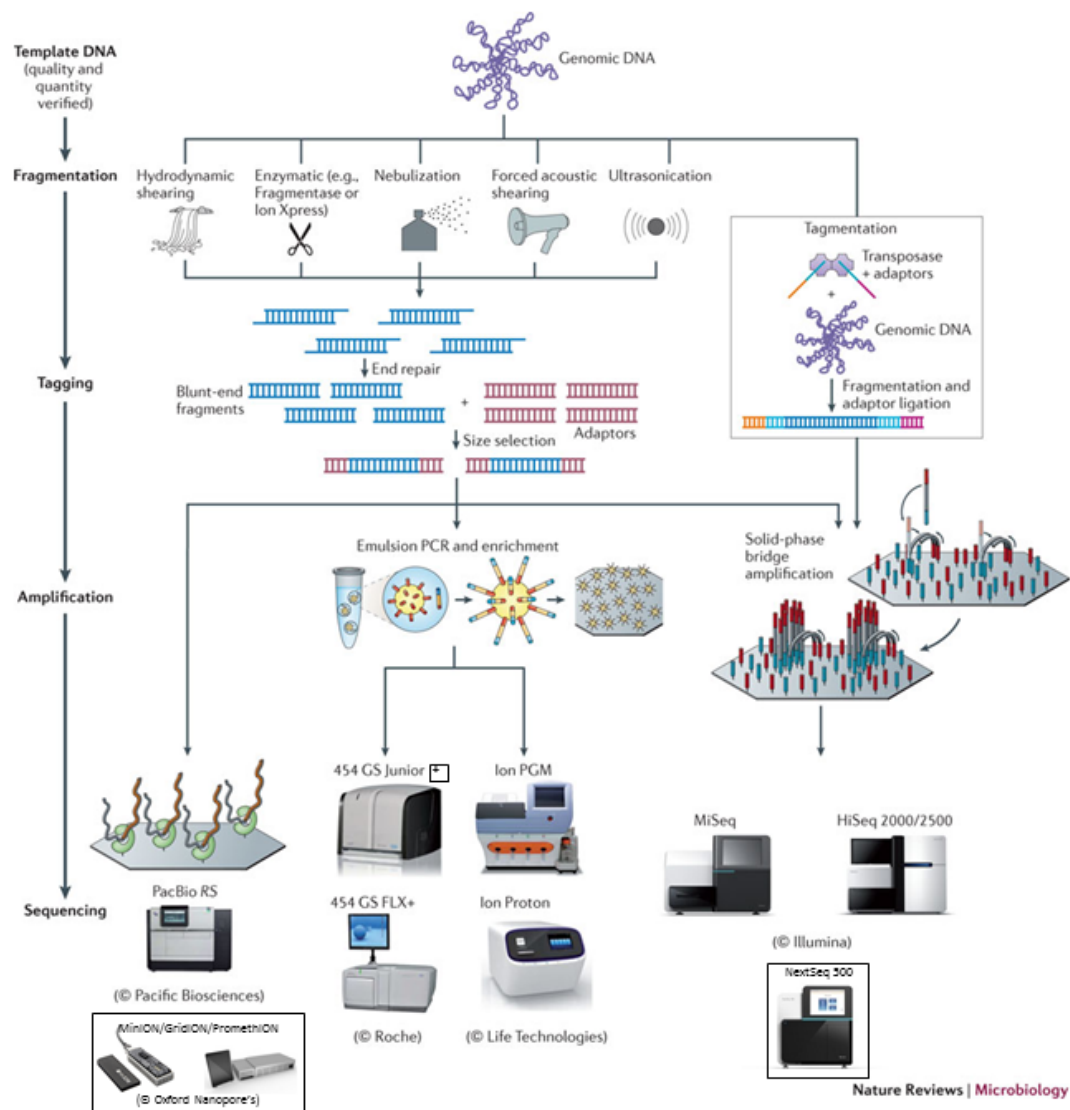 Template DNA
(quality and
quantity
verified)
Genomic DNA
Fragmentation
Hydrodynamic
shearing
Enzymatic (e.g.,
Fragmentase or
Ion Xpress)
Nebulization
Forced acoustic
shearing
Ultrasonication
Tagmentation
Transposase
+ adaptors
+
Genomic DNA
Fragmentation and
adaptor ligation
Tagging
End repair
Blunt-end
fragments
+
Adaptors
Size selection
Amplification
Emulsion PCR and enrichment
Solid-phase
bridge
amplification
Sequencing
PacBio RS
(© Pacific Biosciences)
MinION/GridION/PromethION
(© Oxford Nanopore's)
454 GS Junior +
454 GS FLX+
(© Roche)
Ion PGM
Ion Proton
(© Life Technologies)
MiSeq
HiSeq 2000/2500
(© Illumina)
NextSeq 500
Nature Reviews | Microbiology